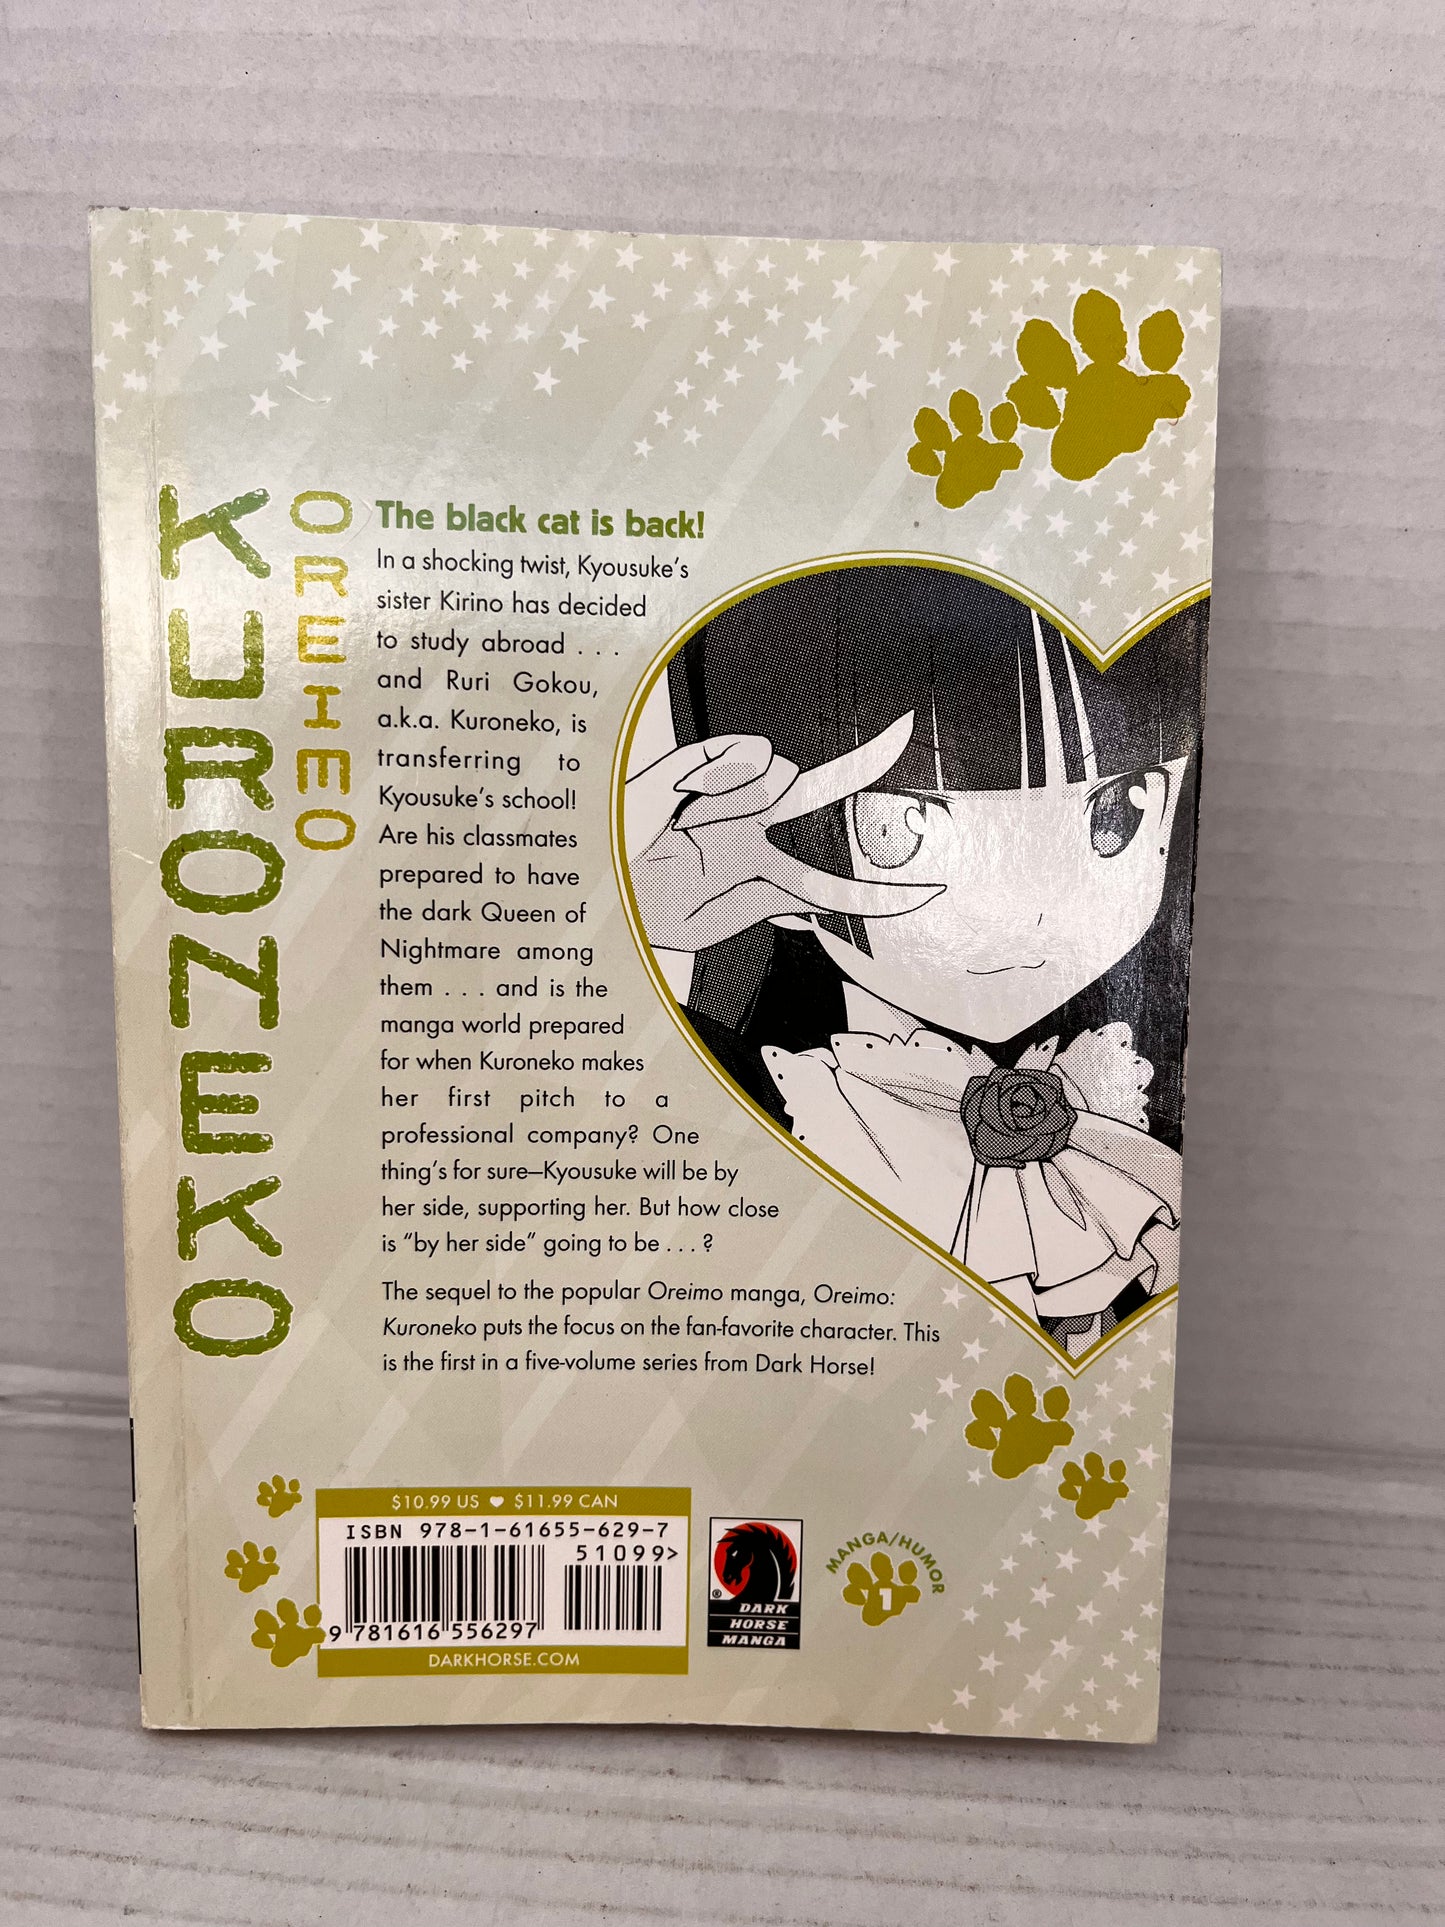 KURONEKO
OREIMO
The black cat is back!
In a shocking twist, Kyousuke's
sister Kirino has decided
to study abroad . . .
and Ruri Gokou,
a.k.a. Kuroneko, is
transferring to
Kyousuke's school!
Are his classmates
prepared to have
the dark Queen of
Nightmare among
them . . . and is the
manga world prepared
for when Kuroneko makes
her first pitch to a
professional company? One
thing's for sure—Kyousuke will be by
her side, supporting her. But how close
is "by her side" going to be . . . ?
The sequel to the popular Oreimo manga, Oreimo:
Kuroneko puts the focus on the fan-favorite character. This
is the first in a five-volume series from Dark Horse!
$10.99 US ♥ $11.99 CAN
ISBN 978-1-61655-629-7
51099>
9 781616 556297
DARKHORSE.COM
®
DARK
HORSE
MANGA
MANGA/HUMOR
1